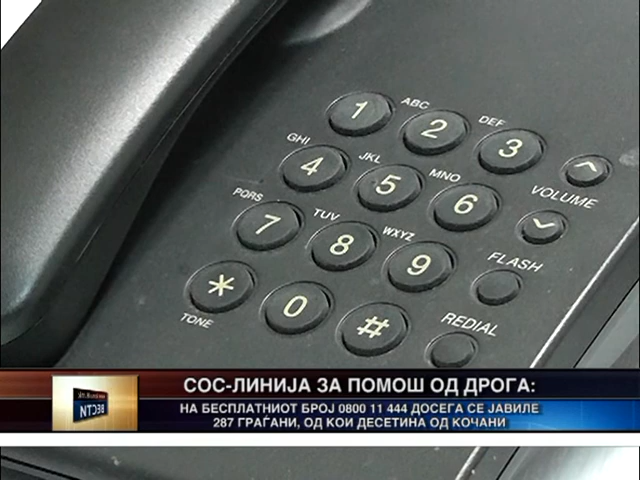 1
ABC
2
DEF
3
GHI
4
JKL
5
MNO
6
VOLUME
PQRS
7
TUV
8
WXYZ
9
FLASH
*
TONE
0
#
REDIAL
СОС-ЛИНИЈА ЗА ПОМОШ ОД ДРОГА:
НА БЕСПЛАТНИОТ БРОЈ 0800 11 444 ДОСЕГА СЕ ЈАВИЛЕ
287 ГРАЃАНИ, ОД КОИ ДЕСЕТИНА ОД КОЧАНИ